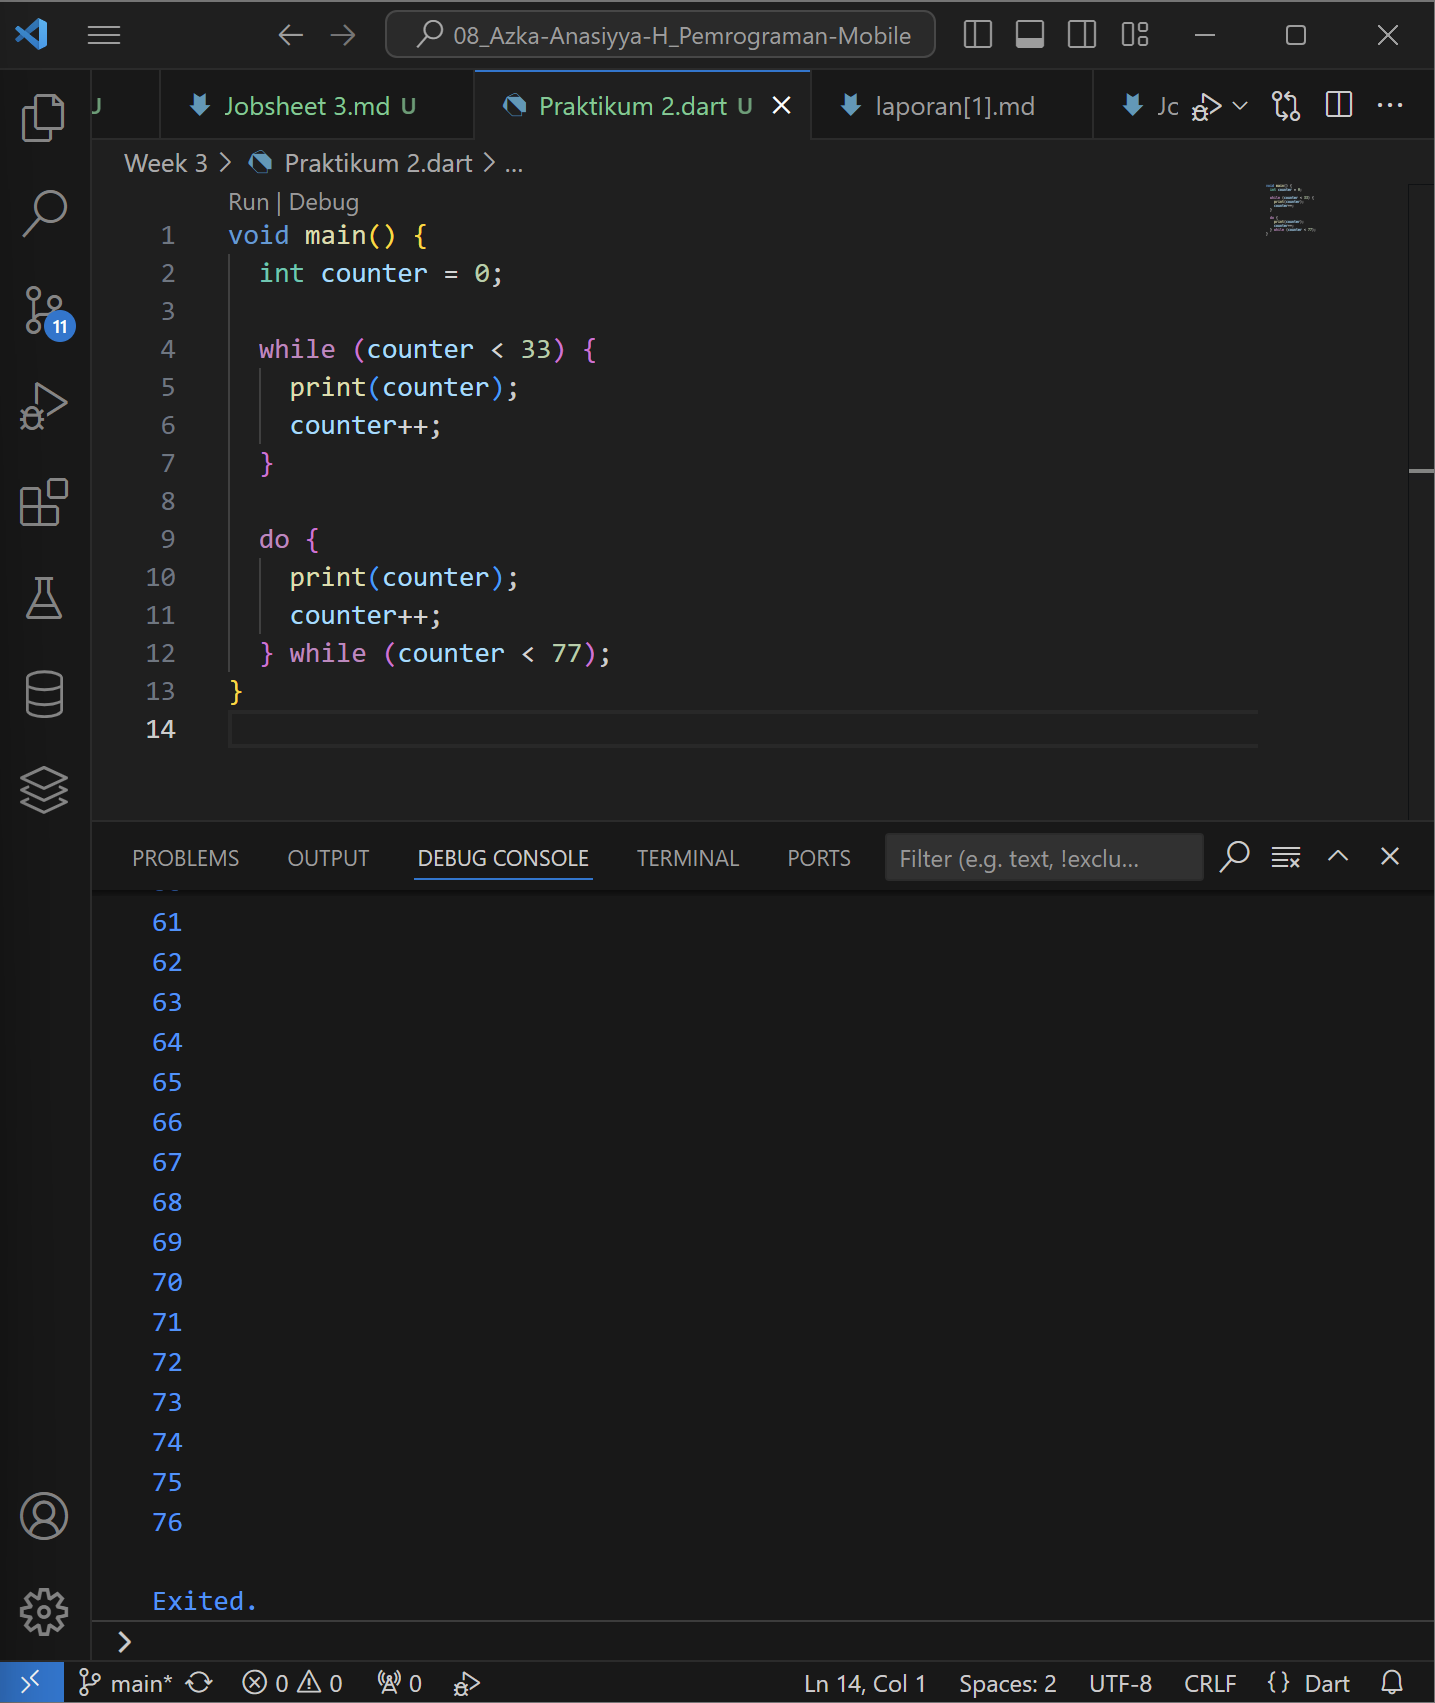 08_Azka-Anasiyya-H_Pemrograman-Mobile
U
Jobsheet 3.md U
Praktikum 2.dart U
laporan[1].md
Jc
Week 3 > Praktikum 2.dart > ...
Run | Debug
1 void main() {
2 int counter = 0;
3
4 while (counter < 33) {
5 print(counter);
6 counter++;
7 }
8
9 do {
10 print(counter);
11 counter++;
12 } while (counter < 77);
13 }
14
11
PROBLEMS OUTPUT DEBUG CONSOLE TERMINAL PORTS Filter (e.g. text, !exclu...
61
62
63
64
65
66
67
68
69
70
71
72
73
74
75
76
Exited.
>
main* 0 0 0 Ln 14, Col 1 Spaces: 2 UTF-8 CRLF {} Dart